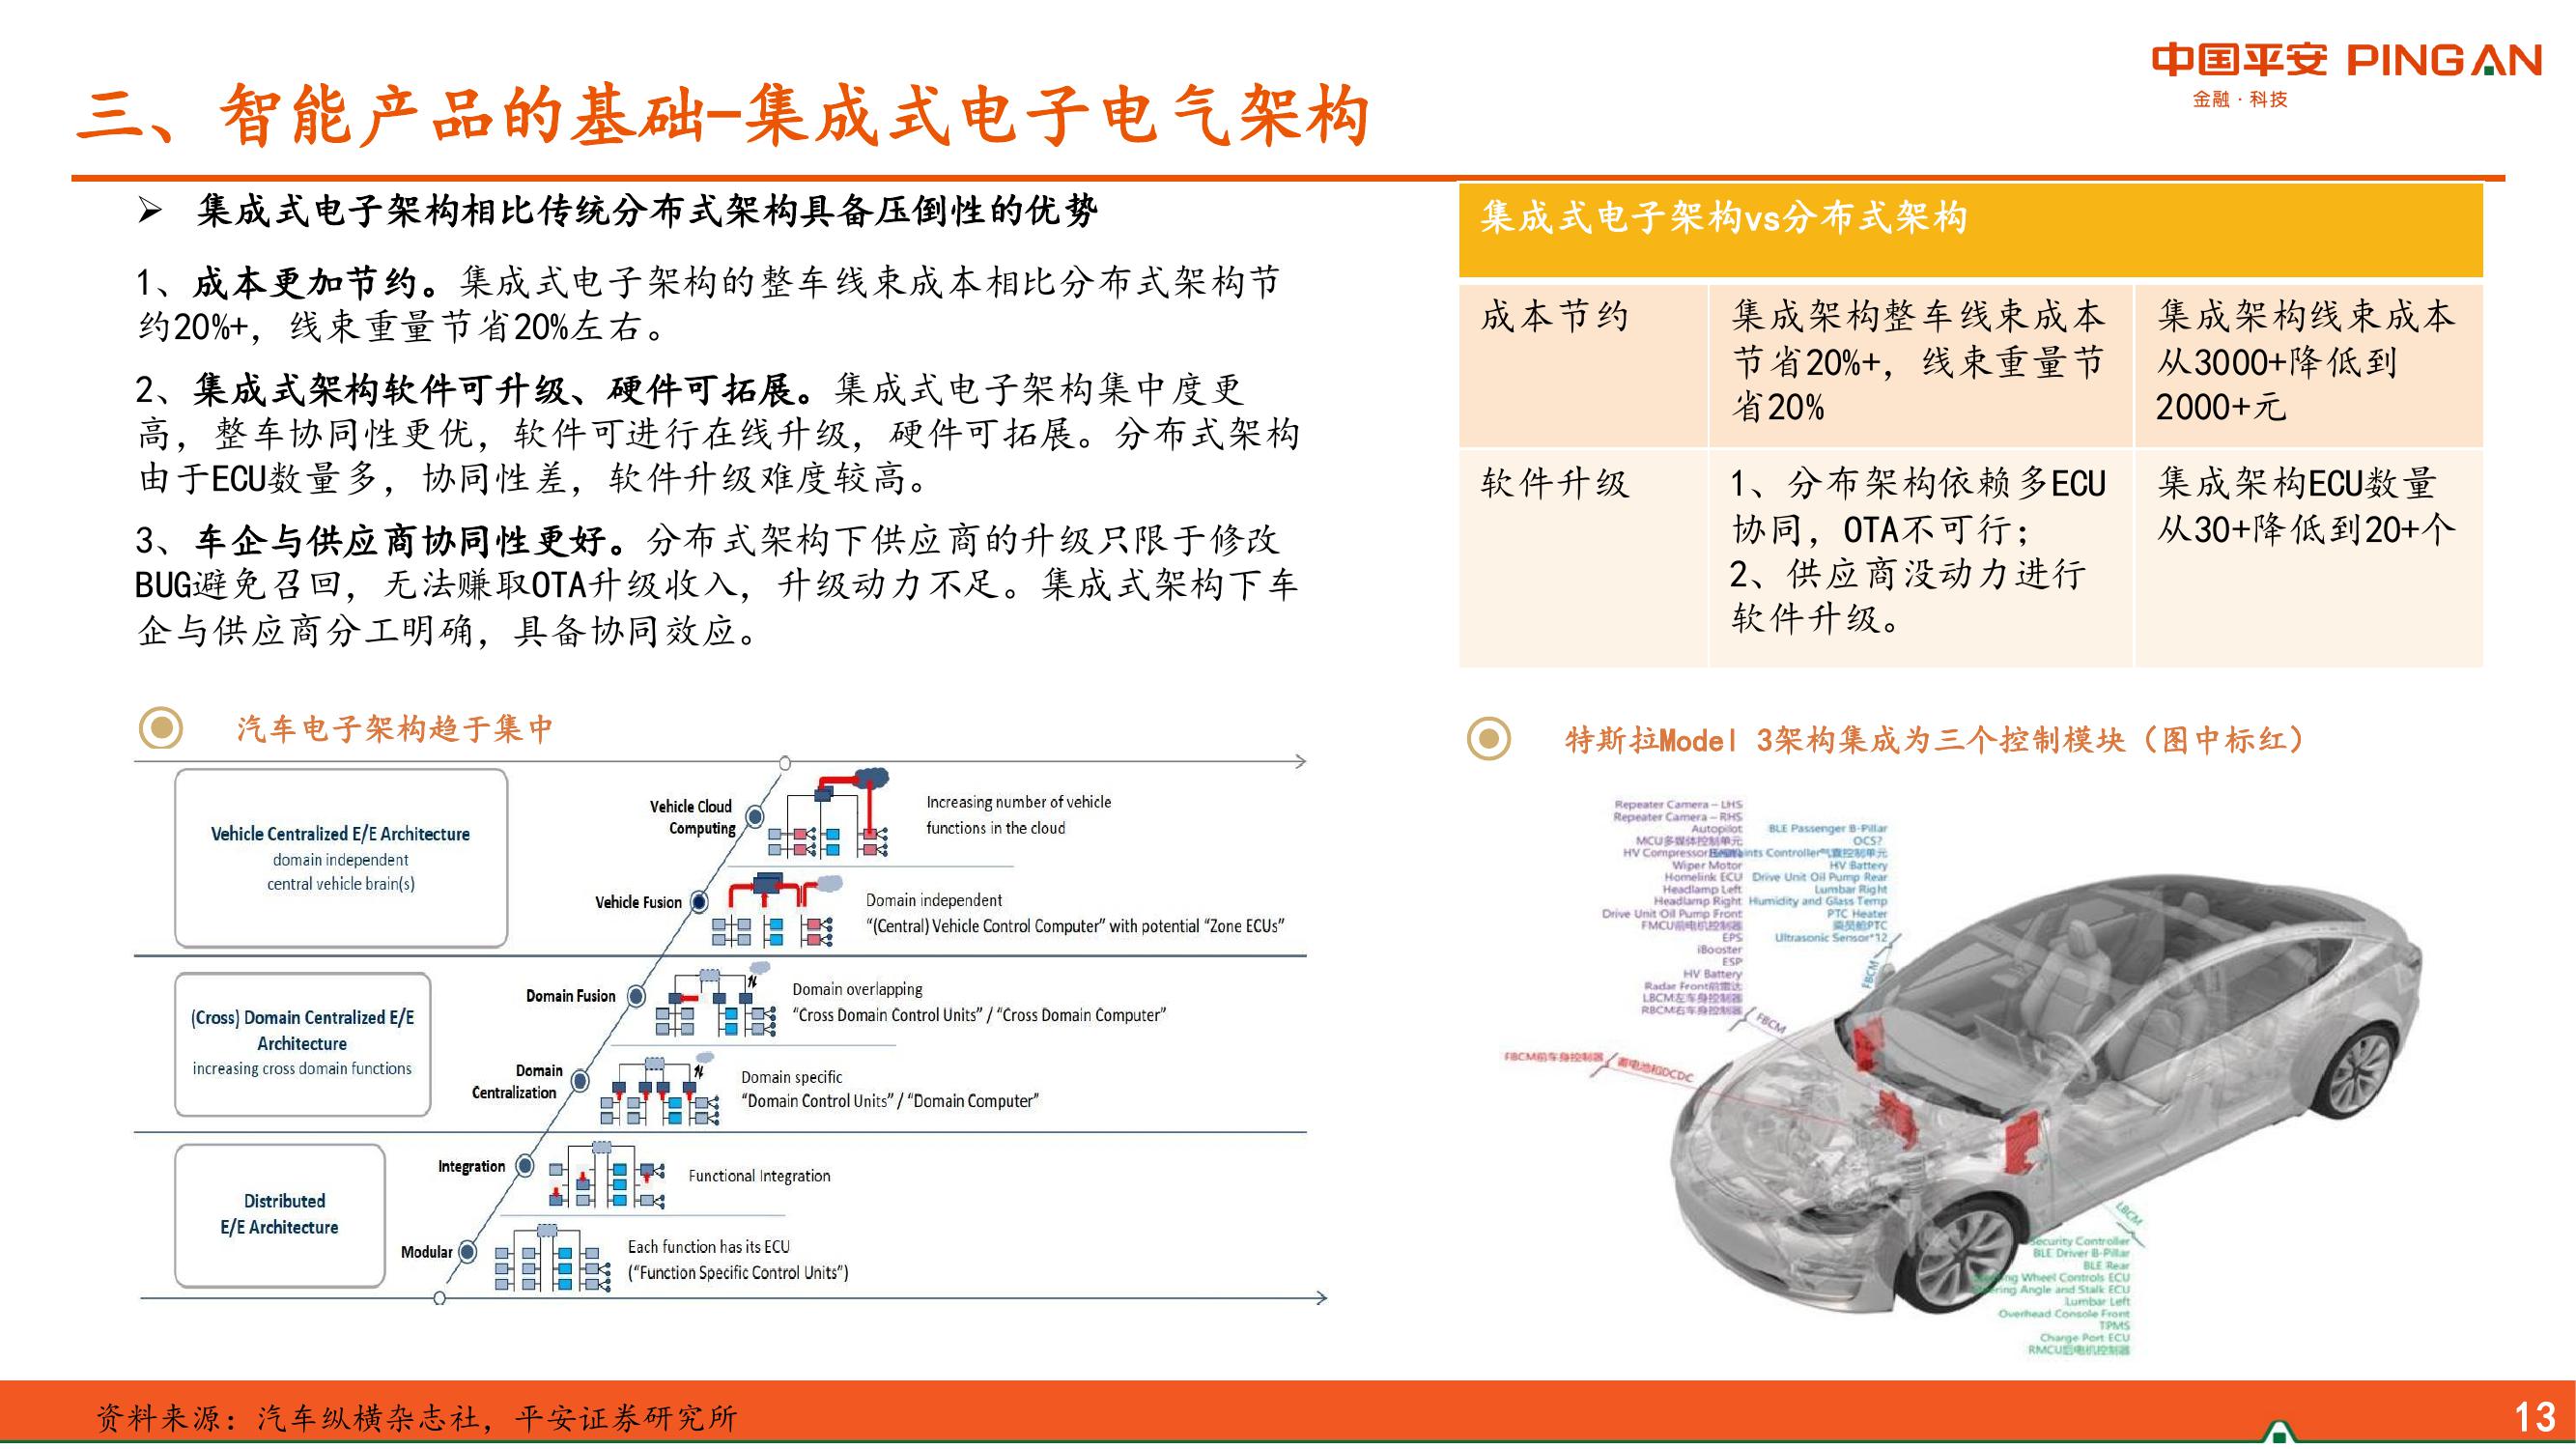 中国平安 PINGAN
金融·科技
三、智能产品的基础-集成式电子电气架构
➢ 集成式电子架构相比传统分布式架构具备压倒性的优势
1、成本更加节约。集成式电子架构的整车线束成本相比分布式架构节
约20%+，线束重量节省20%左右。
2、集成式架构软件可升级、硬件可拓展。集成式电子架构集中度更
高，整车协同性更优，软件可进行在线升级，硬件可拓展。分布式架构
由于ECU数量多，协同性差，软件升级难度较高。
3、车企与供应商协同性更好。分布式架构下供应商的升级只限于修改
BUG避免召回，无法赚取OTA升级收入，升级动力不足。集成式架构下车
企与供应商分工明确，具备协同效应。
集成式电子架构vs分布式架构
成本节约
集成架构整车线束成本
节省20%+，线束重量节
省20%
集成架构线束成本
从3000+降低到
2000+元
软件升级
1、分布架构依赖多ECU
协同，OTA不可行；
2、供应商没动力进行
软件升级。
集成架构ECU数量
从30+降低到20+个
汽车电子架构趋于集中
Vehicle Centralized E/E Architecture
domain independent
central vehicle brain(s)
Vehicle Cloud
Computing
Increasing number of vehicle
functions in the cloud
Vehicle Fusion
Domain independent
“(Central) Vehicle Control Computer” with potential “Zone ECUs”
(Cross) Domain Centralized E/E
Architecture
increasing cross domain functions
Domain Fusion
Domain overlapping
“Cross Domain Control Units” / “Cross Domain Computer”
Domain
Centralization
Domain specific
“Domain Control Units” / “Domain Computer”
Distributed
E/E Architecture
Integration
Functional Integration
Modular
Each function has its ECU
(“Function Specific Control Units”)
特斯拉Model 3架构集成为三个控制模块（图中标红）
Repeater Camera – LHS
Repeater Camera – RHS
Autopilot
MCU多媒体控制单元
HV Compressor
Wiper Motor
Homelink ECU
Headlamp Left
Headlamp Right
Drive Unit Oil Pump Front
FMCU前电机控制器
EPS
iBooster
ESP
HV Battery
Radar Front前雷达
LBCM左车身控制器
RBCM右车身控制器
FBCM
BLE Passenger B-Pillar
OCS?
Controller气囊控制单元
HV Battery
Drive Unit Oil Pump Rear
Lumbar Right
Humidity and Glass Temp
PTC Heater
乘员舱PTC
Ultrasonic Sensor*12
FBCM
FBCM前车身控制器
蓄电池和DCDC
LBCM
Security Controller
BLE Driver B-Pillar
BLE Rear
Wheel Controls ECU
Angle and Stalk ECU
Lumbar Left
Overhead Console Front
TPMS
Charge Port ECU
RMCU后电机控制器
资料来源：汽车纵横杂志社，平安证券研究所
13